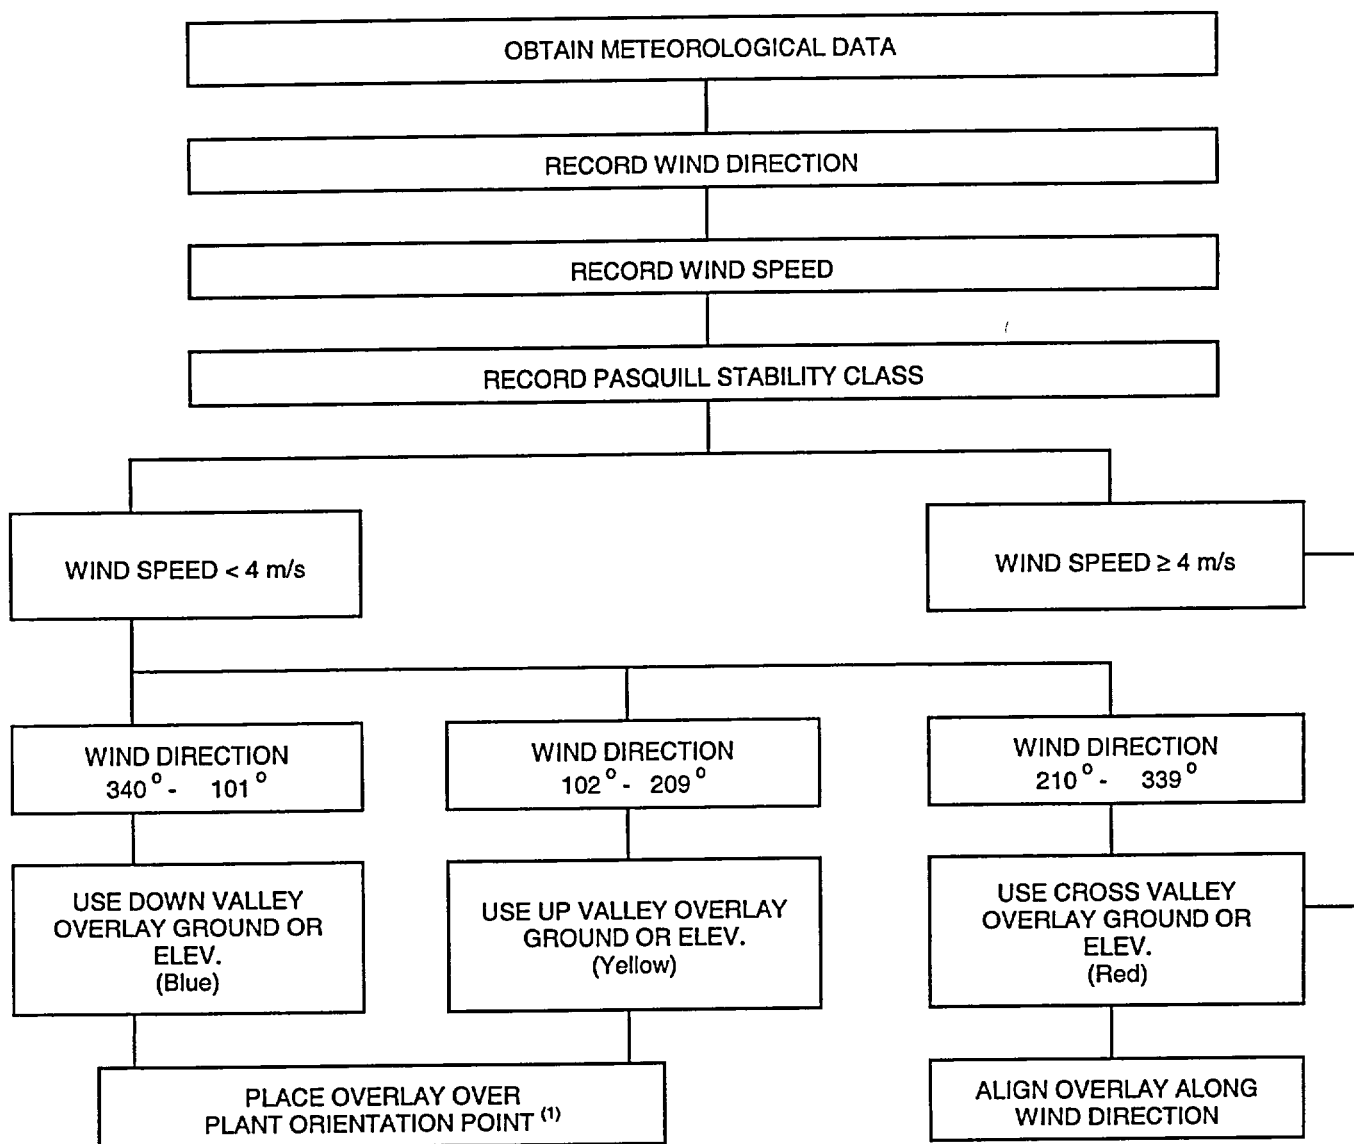 OBTAIN METEOROLOGICAL DATA
RECORD WIND DIRECTION
RECORD WIND SPEED
RECORD PASQUILL STABILITY CLASS
WIND SPEED < 4 m/s
WIND SPEED ≥ 4 m/s
WIND DIRECTION
340° - 101°
WIND DIRECTION
102° - 209°
WIND DIRECTION
210° - 339°
USE DOWN VALLEY
OVERLAY GROUND OR
ELEV.
(Blue)
USE UP VALLEY OVERLAY
GROUND OR ELEV.
(Yellow)
USE CROSS VALLEY
OVERLAY GROUND OR
ELEV.
(Red)
PLACE OVERLAY OVER
PLANT ORIENTATION POINT (1)
ALIGN OVERLAY ALONG
WIND DIRECTION